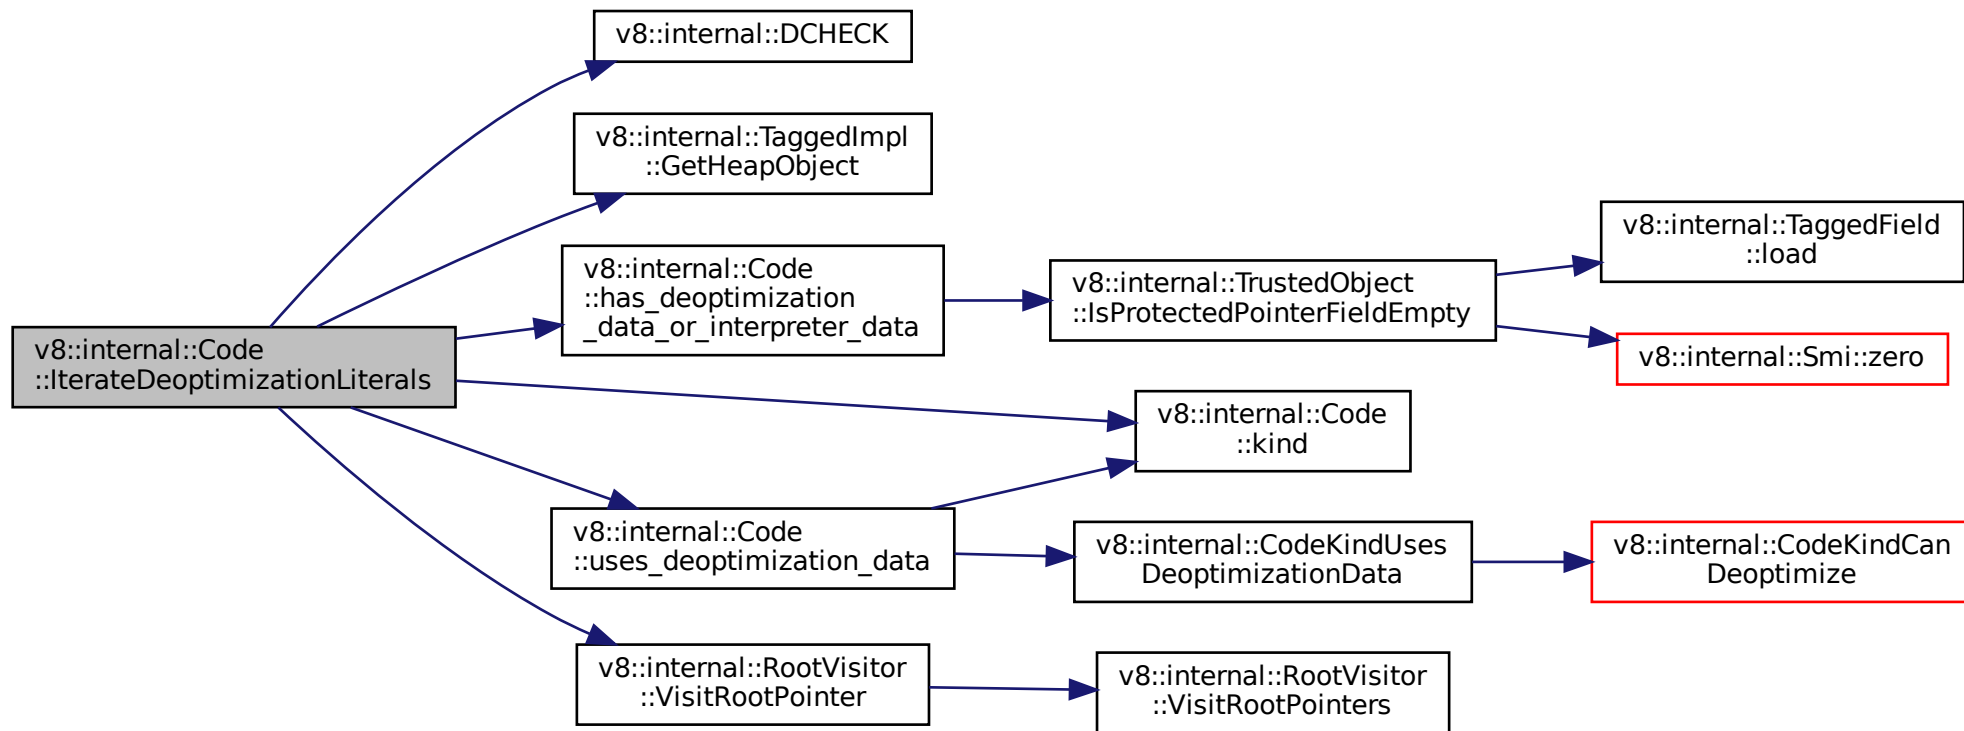 v8::internal::DCHECK
v8::internal::TaggedImpl
::GetHeapObject
v8::internal::TaggedField
::load
v8::internal::Code
::has_deoptimization
_data_or_interpreter_data
v8::internal::TrustedObject
::IsProtectedPointerFieldEmpty
v8::internal::Code
::IterateDeoptimizationLiterals
v8::internal::Smi::zero
v8::internal::Code
::kind
v8::internal::Code
::uses_deoptimization_data
v8::internal::CodeKindUses
DeoptimizationData
v8::internal::CodeKindCan
Deoptimize
v8::internal::RootVisitor
::VisitRootPointer
v8::internal::RootVisitor
::VisitRootPointers